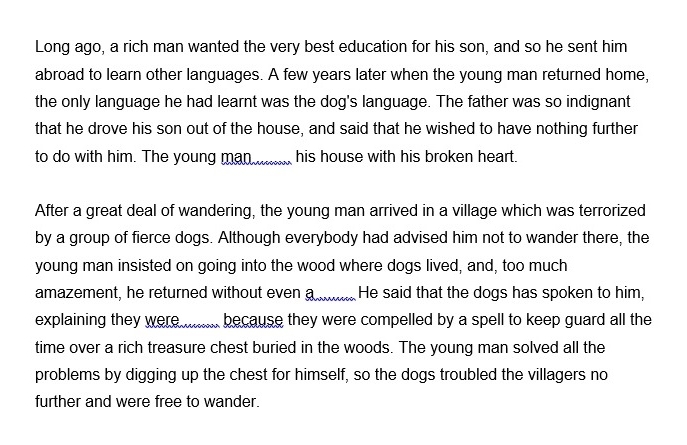 Long ago, a rich man wanted the very best education for his son, and so he sent him
abroad to learn other languages. A few years later when the young man returned home,
the only language he had learnt was the dog's language. The father was so indignant
that he drove his son out of the house, and said that he wished to have nothing further
to do with him. The young man......... his house with his broken heart.
After a great deal of wandering, the young man arrived in a village which was terrorized
by a group of fierce dogs. Although everybody had advised him not to wander there, the
young man insisted on going into the wood where dogs lived, and, too much
amazement, he returned without even a......... He said that the dogs has spoken to him,
explaining they were......... because they were compelled by a spell to keep guard all the
time over a rich treasure chest buried in the woods. The young man solved all the
problems by digging up the chest for himself, so the dogs troubled the villagers no
further and were free to wander.